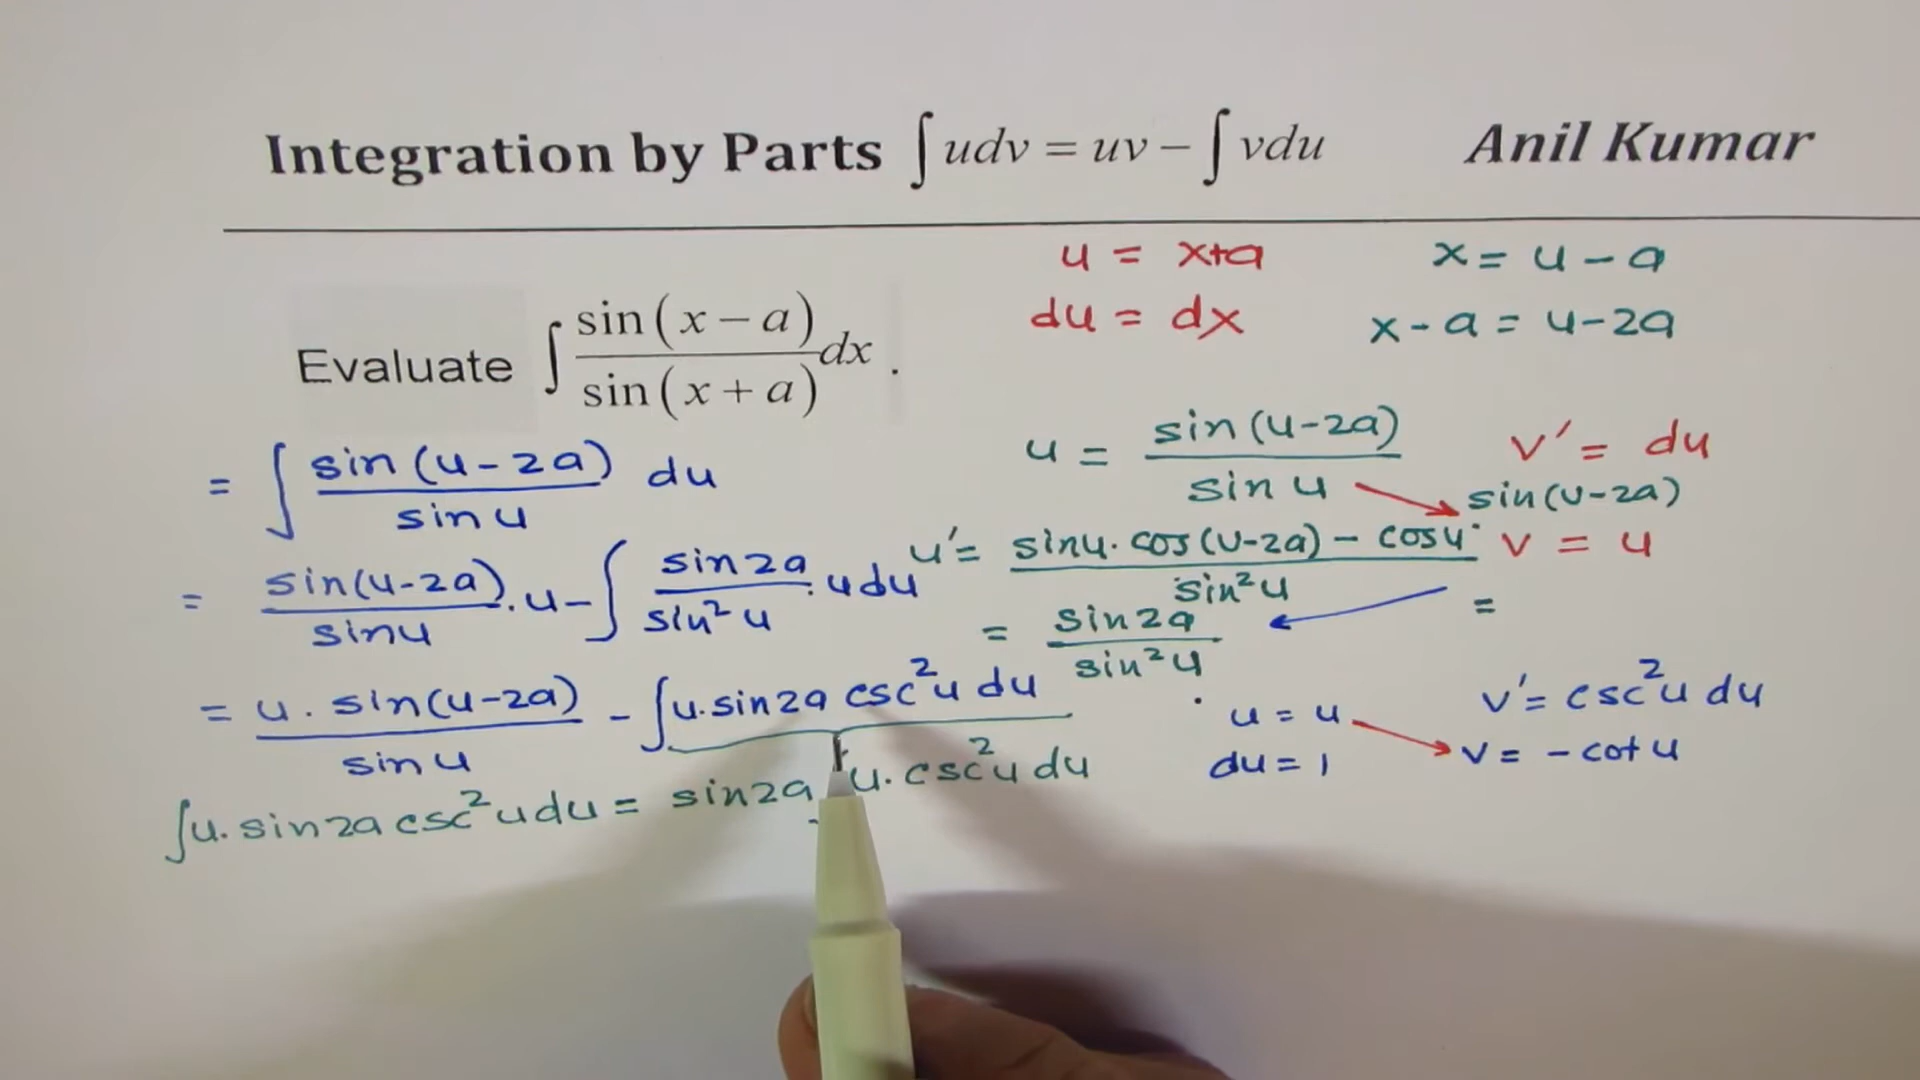 Integration by Parts ∫udv = uv − ∫vdu Anil Kumar
u = x+a
x = u − a
Evaluate ∫ sin(x − a)/sin(x + a) dx .
du = dx
x - a = u - 2a
u = sin(u-2a)/sin u
v' = du
= ∫ sin(u-2a)/sin u du
sin(u-2a)
u' = sinu. cos(u-2a) - cosu. / sin²u
v = u
= sin(u-2a)/sinu . u - ∫ sin2a/sin²u . u du
= sin2a/sin²u
=
= u . sin(u-2a)/sin u - ∫u. sin2a csc²u du
u = u
v' = csc²u du
du = 1
v = - cot u
∫u. sin2a csc²u du = sin2a ∫u. csc²u du